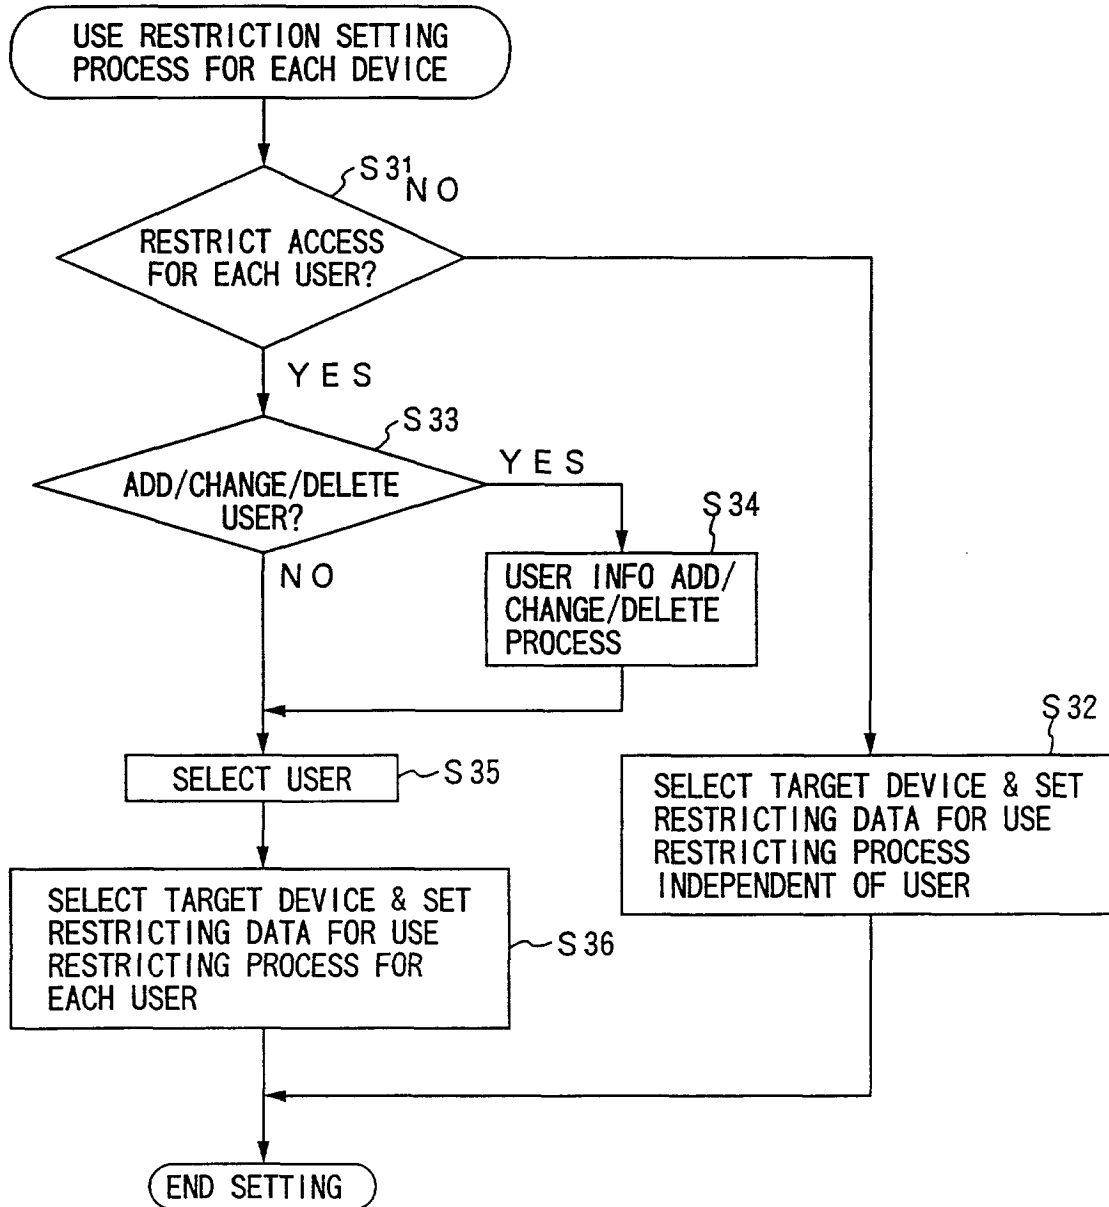 USE RESTRICTION SETTING
PROCESS FOR EACH DEVICE
S31
NO
RESTRICT ACCESS
FOR EACH USER?
YES
S33
ADD/CHANGE/DELETE
USER?
YES
NO
S34
USER INFO ADD/
CHANGE/DELETE
PROCESS
SELECT USER
S35
S32
SELECT TARGET DEVICE & SET
RESTRICTING DATA FOR USE
RESTRICTING PROCESS
INDEPENDENT OF USER
SELECT TARGET DEVICE & SET
RESTRICTING DATA FOR USE
RESTRICTING PROCESS FOR
EACH USER
S36
END SETTING